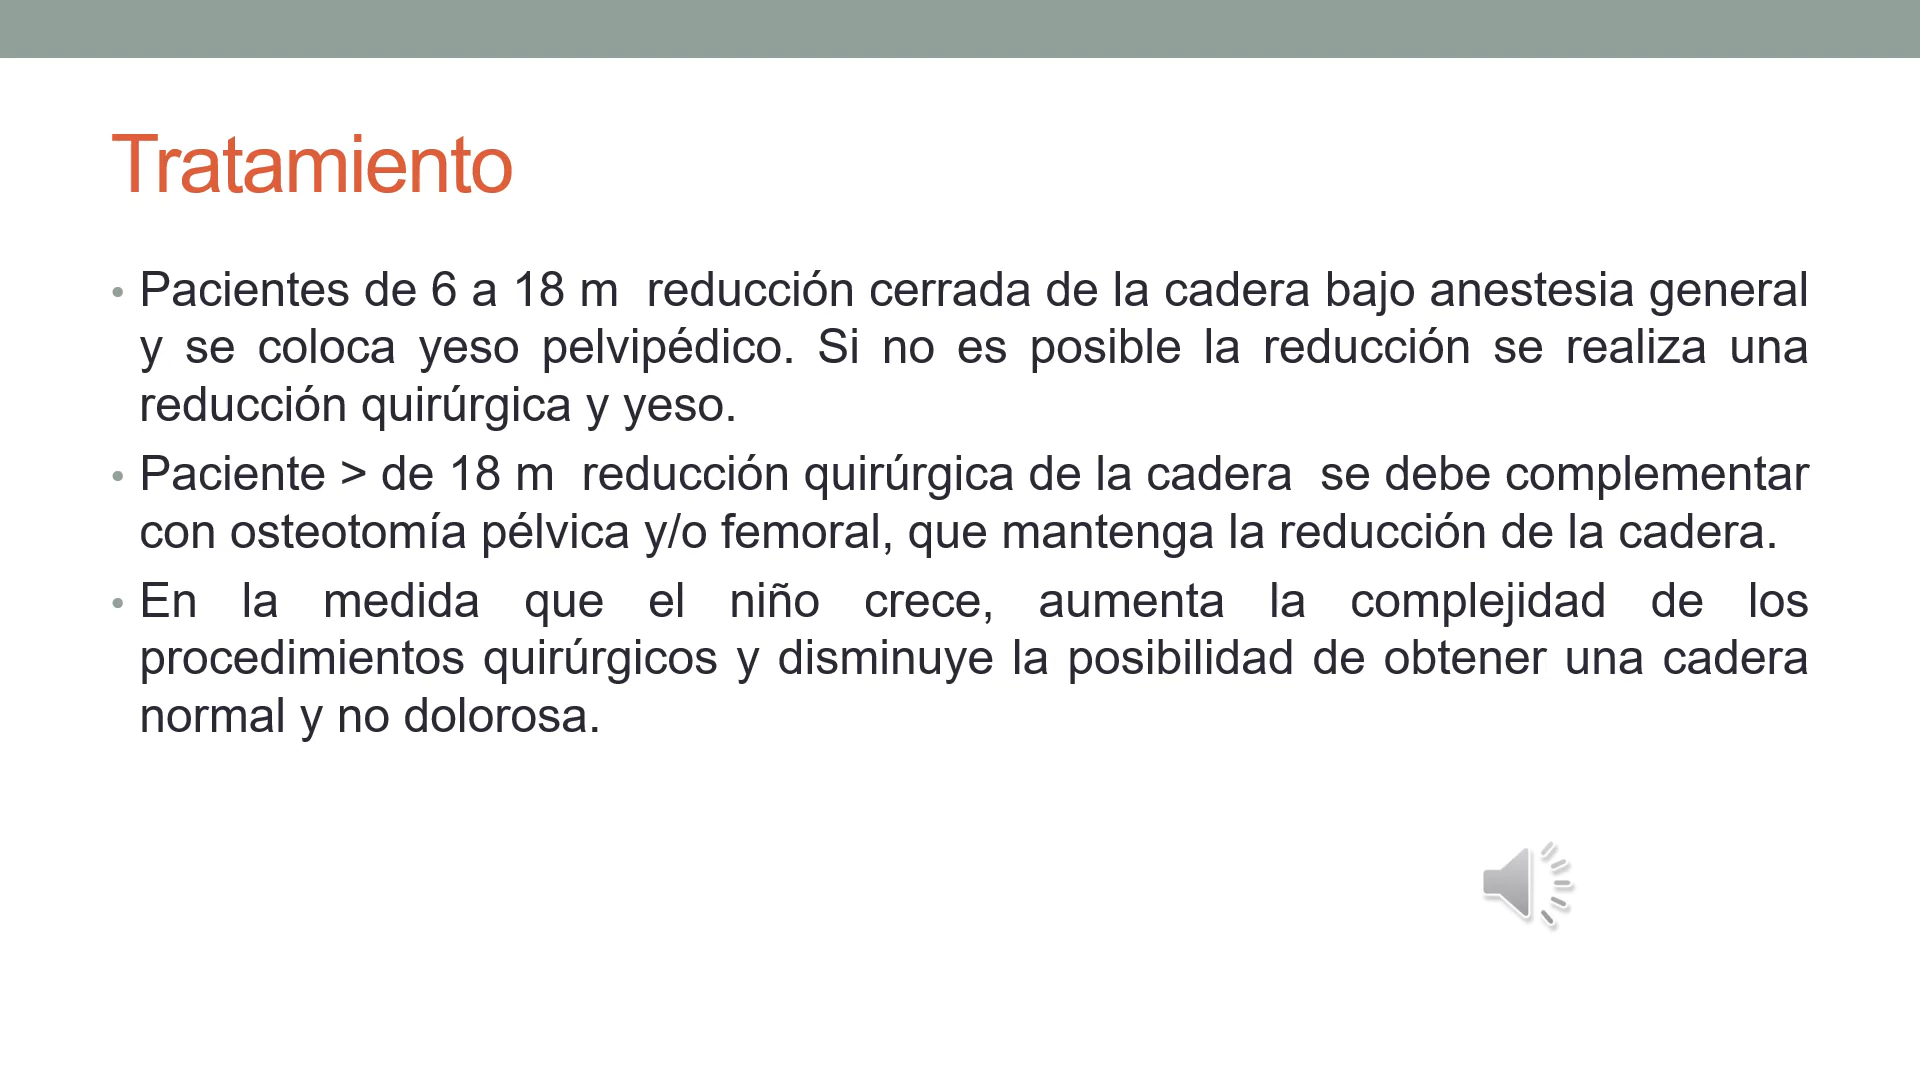 Tratamiento
• Pacientes de 6 a 18 m  reducción cerrada de la cadera bajo anestesia general
y se coloca yeso pelvipédico. Si no es posible la reducción se realiza una
reducción quirúrgica y yeso.
• Paciente > de 18 m  reducción quirúrgica de la cadera  se debe complementar
con osteotomía pélvica y/o femoral, que mantenga la reducción de la cadera.
• En la medida que el niño crece, aumenta la complejidad de los
procedimientos quirúrgicos y disminuye la posibilidad de obtener una cadera
normal y no dolorosa.